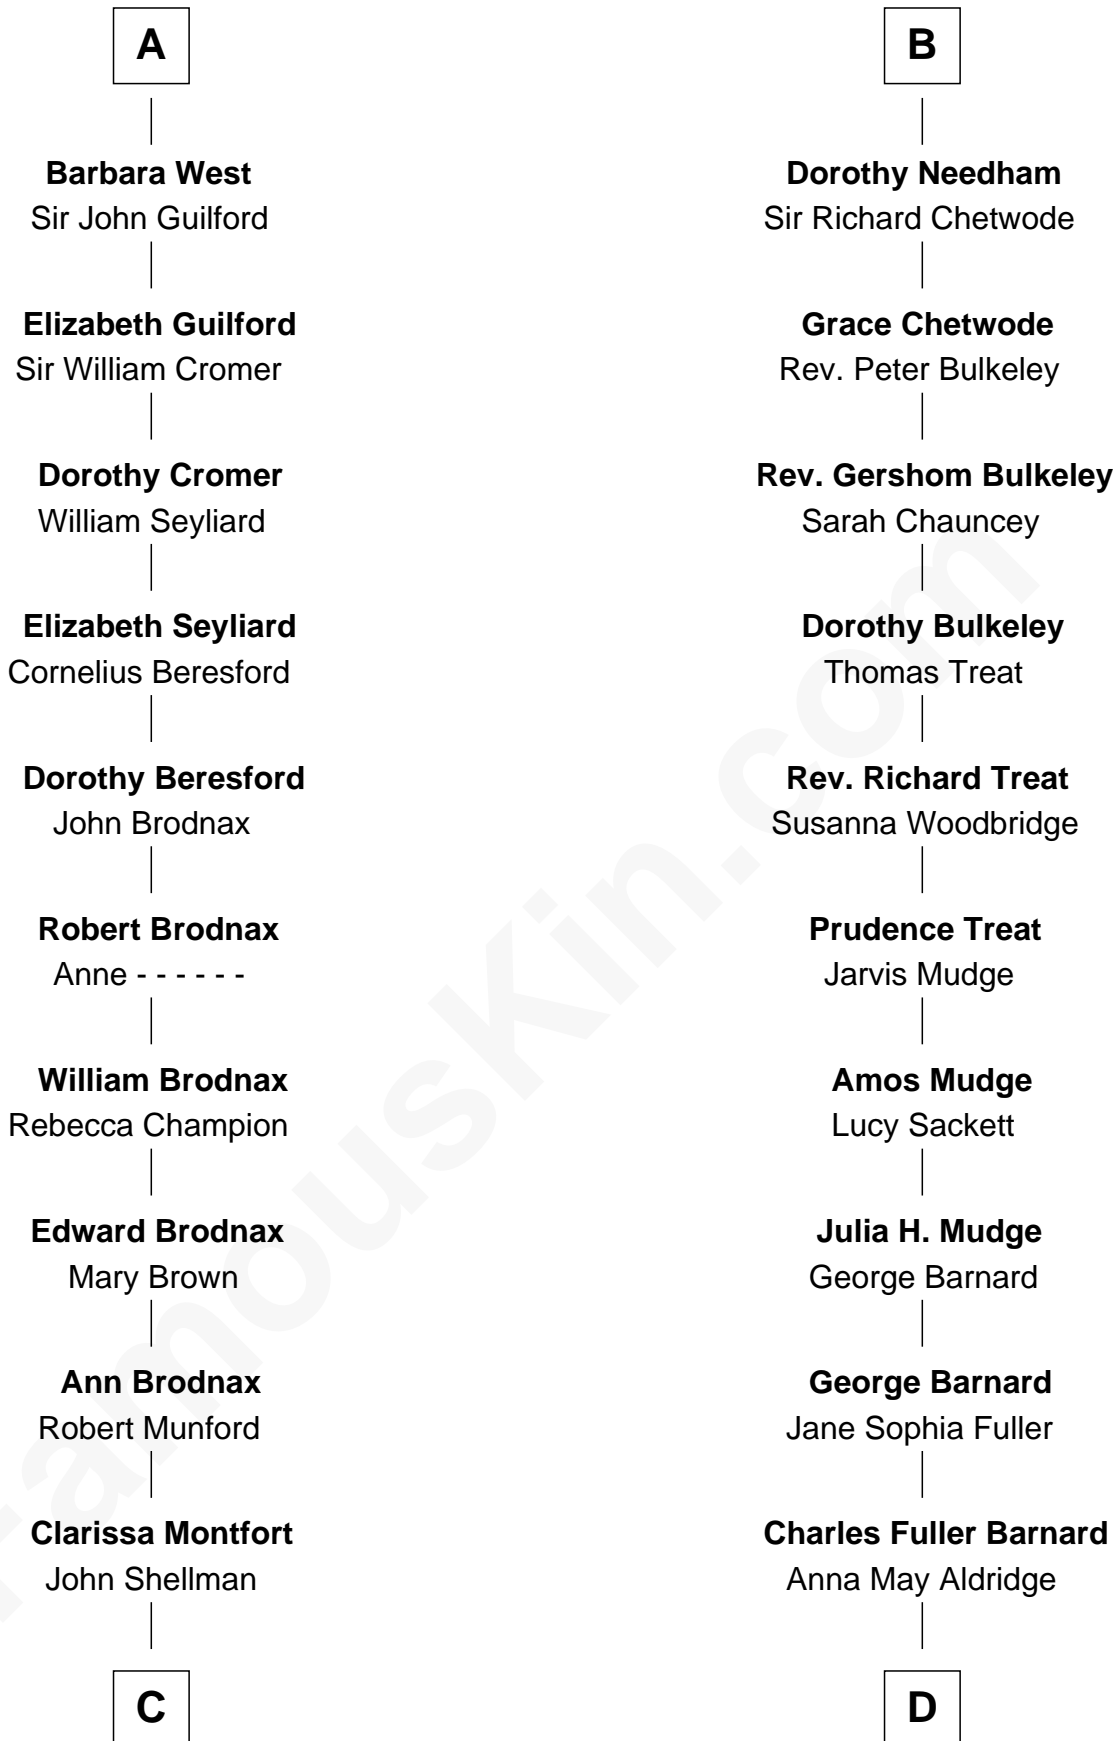 A
Barbara West
Sir John Guilford
Elizabeth Guilford
Sir William Cromer
Dorothy Cromer
William Seyliard
Elizabeth Seyliard
Cornelius Beresford
Dorothy Beresford
John Brodnax
Robert Brodnax
Anne - - - - - -
William Brodnax
Rebecca Champion
Edward Brodnax
Mary Brown
Ann Brodnax
Robert Munford
Clarissa Montfort
John Shellman
C
B
Dorothy Needham
Sir Richard Chetwode
Grace Chetwode
Rev. Peter Bulkeley
Rev. Gershom Bulkeley
Sarah Chauncey
Dorothy Bulkeley
Thomas Treat
Rev. Richard Treat
Susanna Woodbridge
Prudence Treat
Jarvis Mudge
Amos Mudge
Lucy Sackett
Julia H. Mudge
George Barnard
George Barnard
Jane Sophia Fuller
Charles Fuller Barnard
Anna May Aldridge
D
FamousKin.com